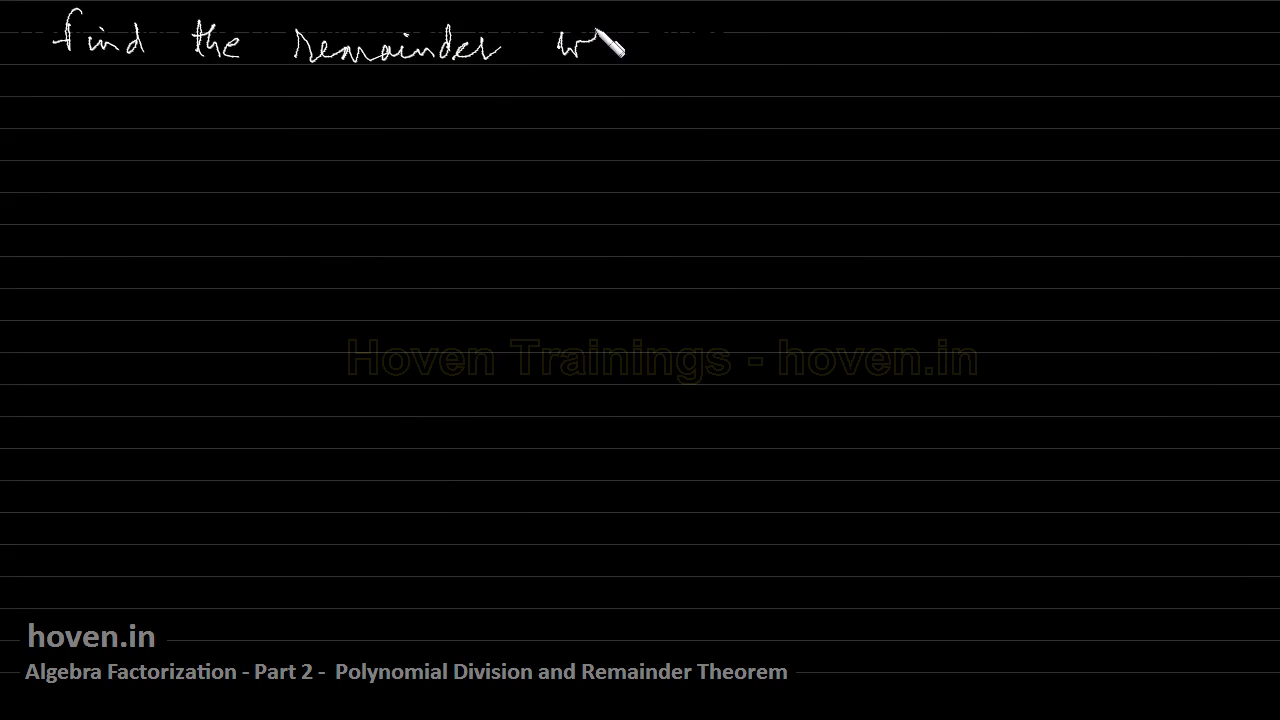 find the remainder w
Hoven Trainings - hoven.in
hoven.in
Algebra Factorization - Part 2 - Polynomial Division and Remainder Theorem